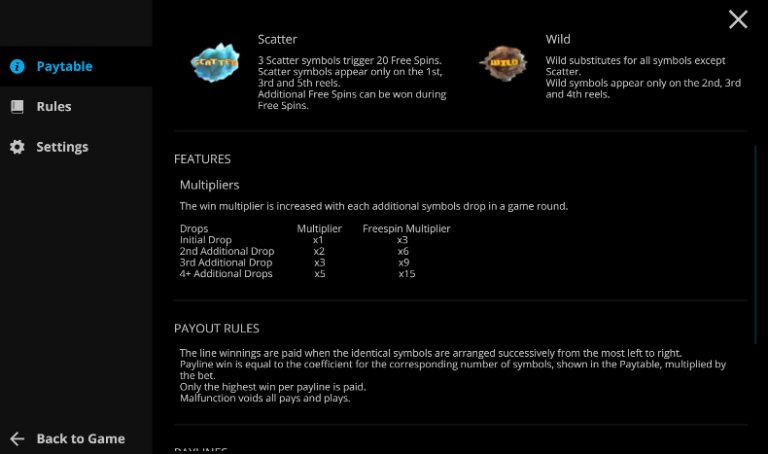 Paytable
Rules
Settings
Back to Game
Scatter
SCATTER
3 Scatter symbols trigger 20 Free Spins.
Scatter symbols appear only on the 1st,
3rd and 5th reels.
Additional Free Spins can be won during
Free Spins.
Wild
WILD
Wild substitutes for all symbols except
Scatter.
Wild symbols appear only on the 2nd, 3rd
and 4th reels.
FEATURES
Multipliers
The win multiplier is increased with each additional symbols drop in a game round.
Drops Multiplier Freespin Multiplier
Initial Drop x1 x3
2nd Additional Drop x2 x6
3rd Additional Drop x3 x9
4+ Additional Drops x5 x15
PAYOUT RULES
The line winnings are paid when the identical symbols are arranged successively from the most left to right.
Payline win is equal to the coefficient for the corresponding number of symbols, shown in the Paytable, multiplied by
the bet.
Only the highest win per payline is paid.
Malfunction voids all pays and plays.
PAYLINES